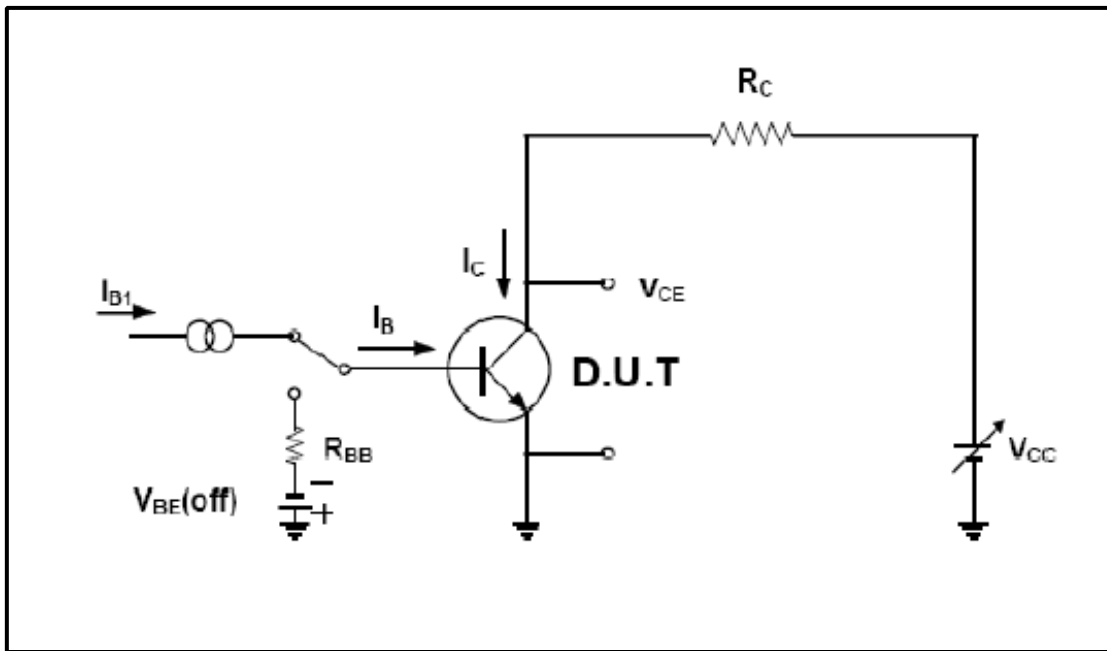 R_C
I_C
V_CE
I_B1
I_B
D.U.T
R_BB
V_CC
V_BE(off)
−
+